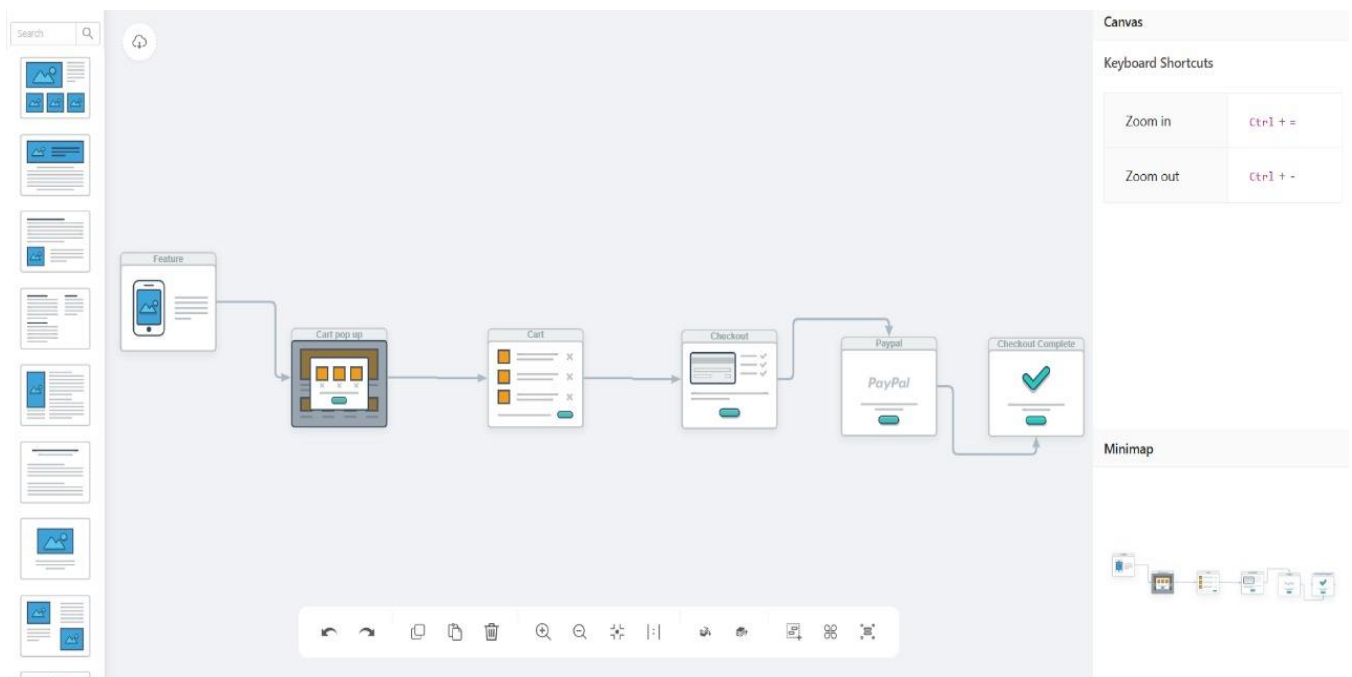 Search
Canvas
Keyboard Shortcuts
Zoom in Ctrl + =
Zoom out Ctrl + -
Feature
Cart pop up
Cart
Checkout
Paypal
Checkout Complete
PayPal
Minimap